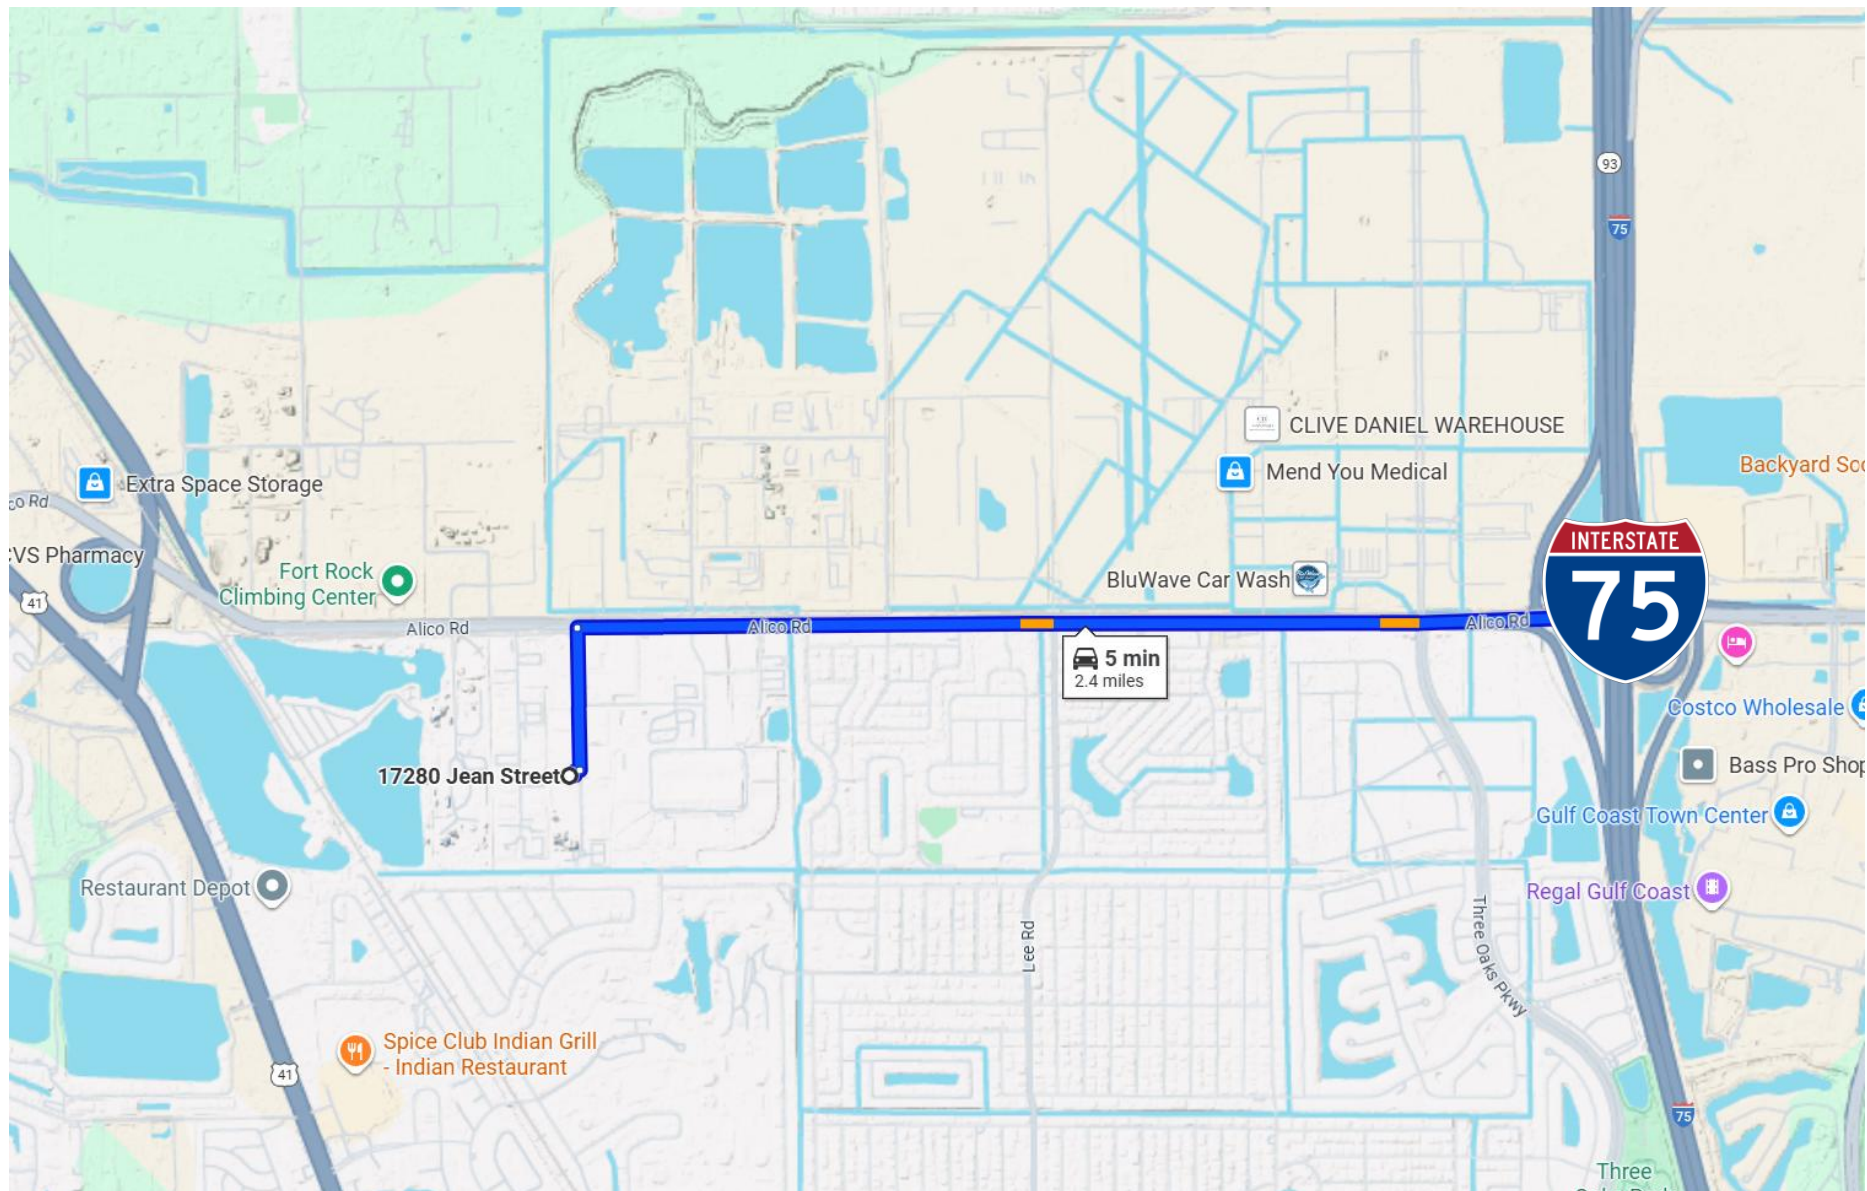 93
75
CLIVE DANIEL WAREHOUSE
Backyard Soc
Mend You Medical
Extra Space Storage
co Rd
CVS Pharmacy
INTERSTATE
75
Fort Rock
Climbing Center
BluWave Car Wash
41
Alico Rd
Alico Rd
Alico Rd
5 min
2.4 miles
Costco Wholesale
17280 Jean Street
Bass Pro Shop
Gulf Coast Town Center
Restaurant Depot
Regal Gulf Coast
Lee Rd
Three Oaks Pkwy
Spice Club Indian Grill
- Indian Restaurant
41
75
Three